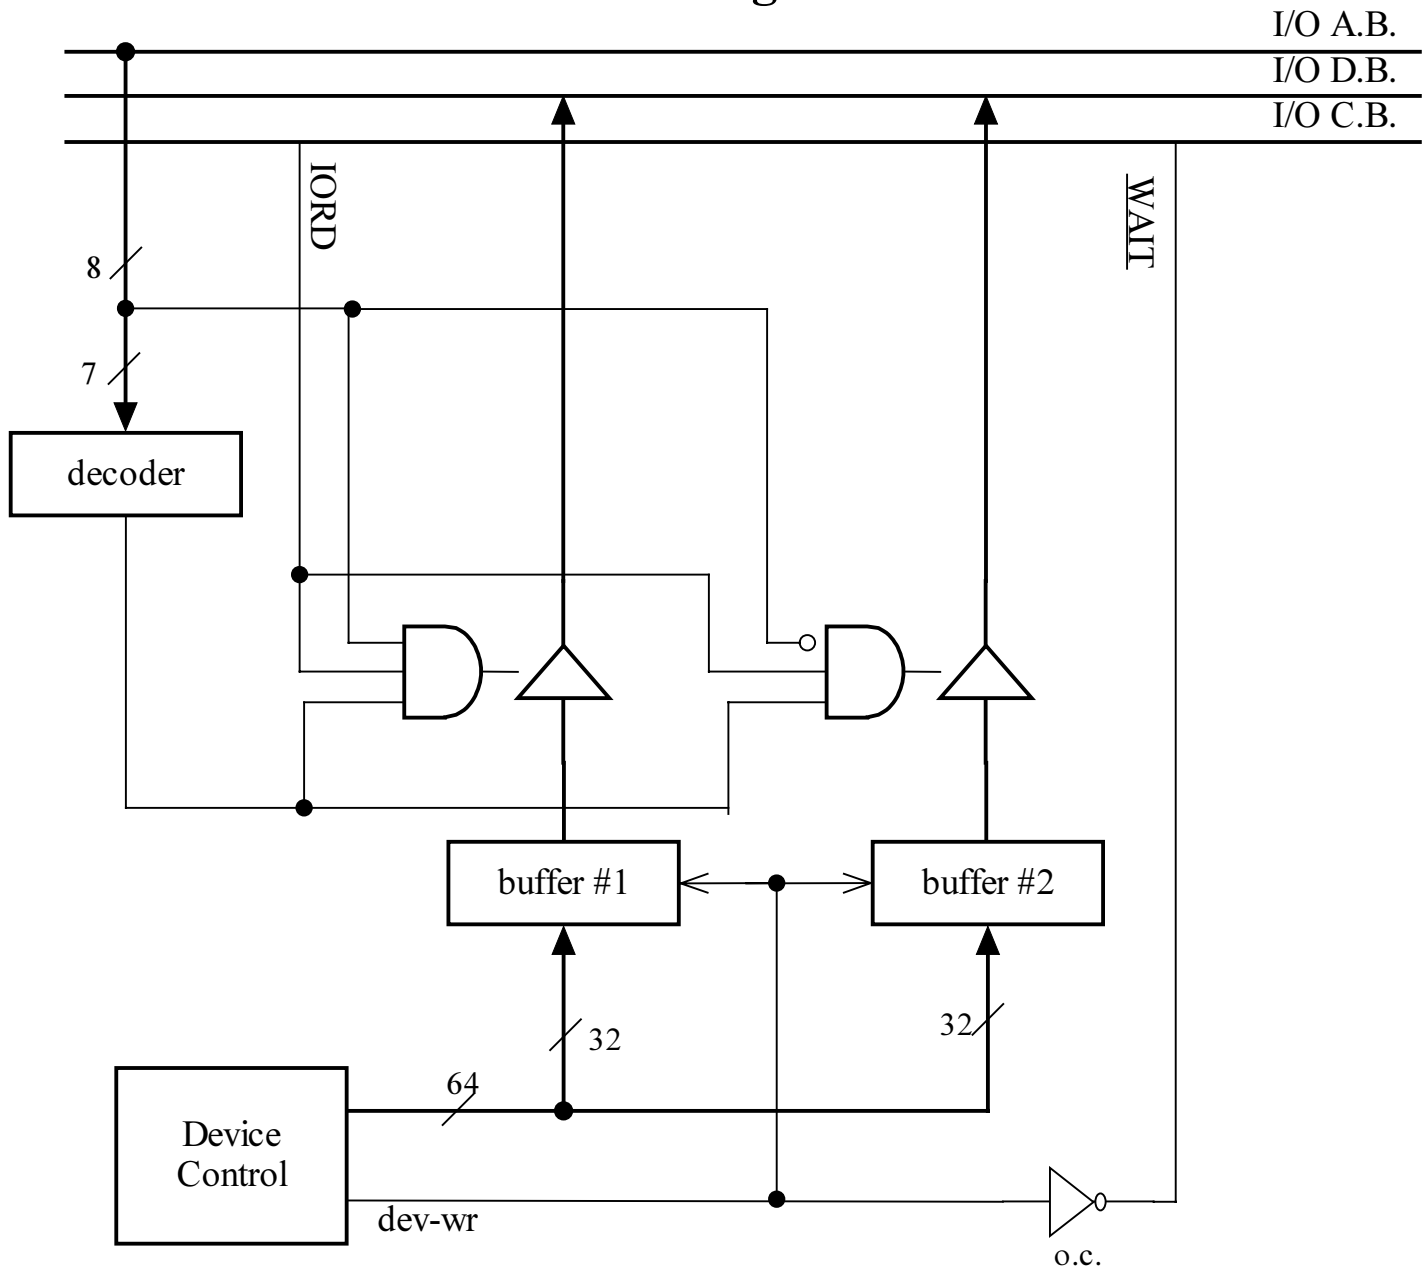 I/O A.B.
I/O D.B.
I/O C.B.
IORD
WAIT
8
7
decoder
buffer #1
buffer #2
32
32
64
Device
Control
dev-wr
o.c.